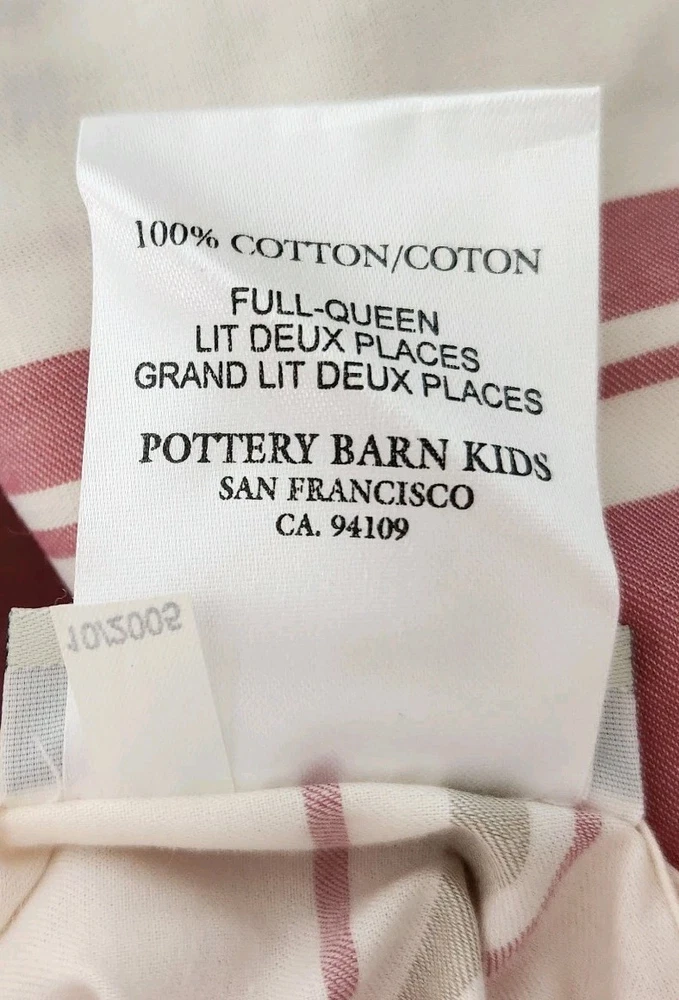 100% COTTON/COTON
FULL-QUEEN
LIT DEUX PLACES
GRAND LIT DEUX PLACES
POTTERY BARN KIDS
SAN FRANCISCO
CA. 94109